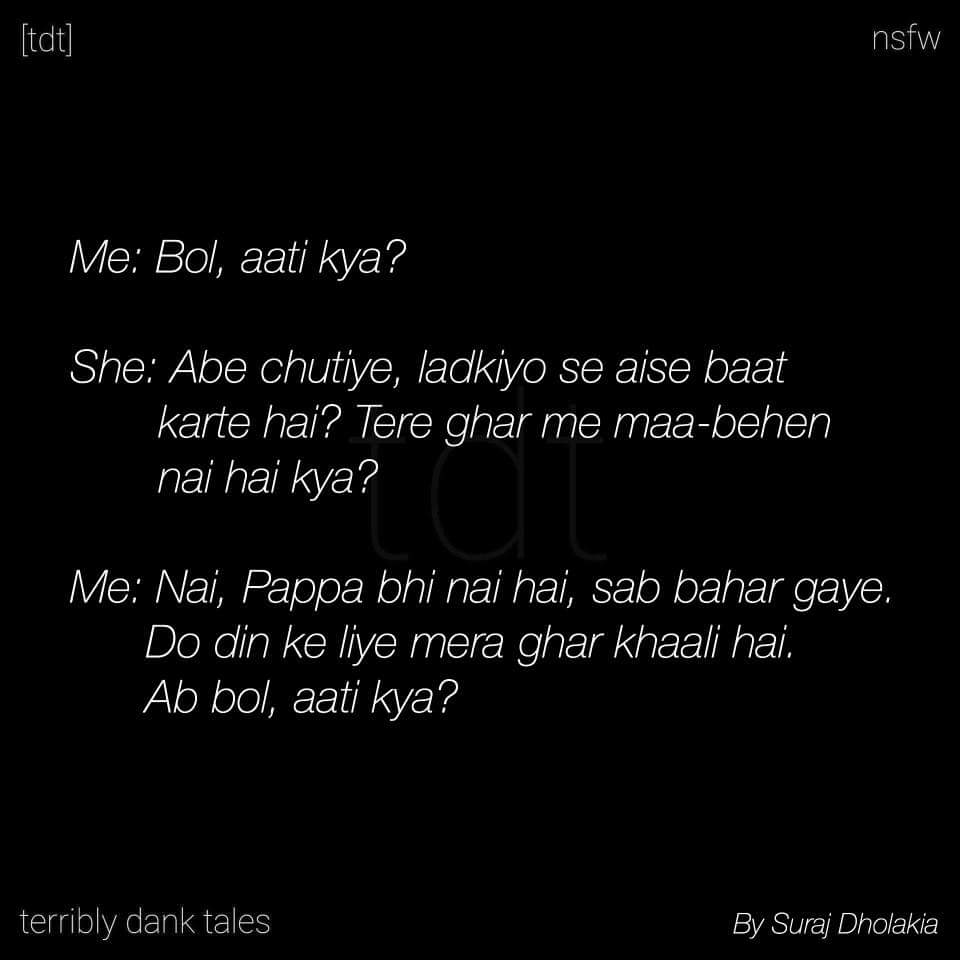 [tdt]
nsfw
Me: Bol, aati kya?
She: Abe chutiye, ladkiyo se aise baat
karte hai? Tere ghar me maa-behen
nai hai kya?
tdt
Me: Nai, Pappa bhi nai hai, sab bahar gaye.
Do din ke liye mera ghar khaali hai.
Ab bol, aati kya?
terribly dank tales
By Suraj Dholakia